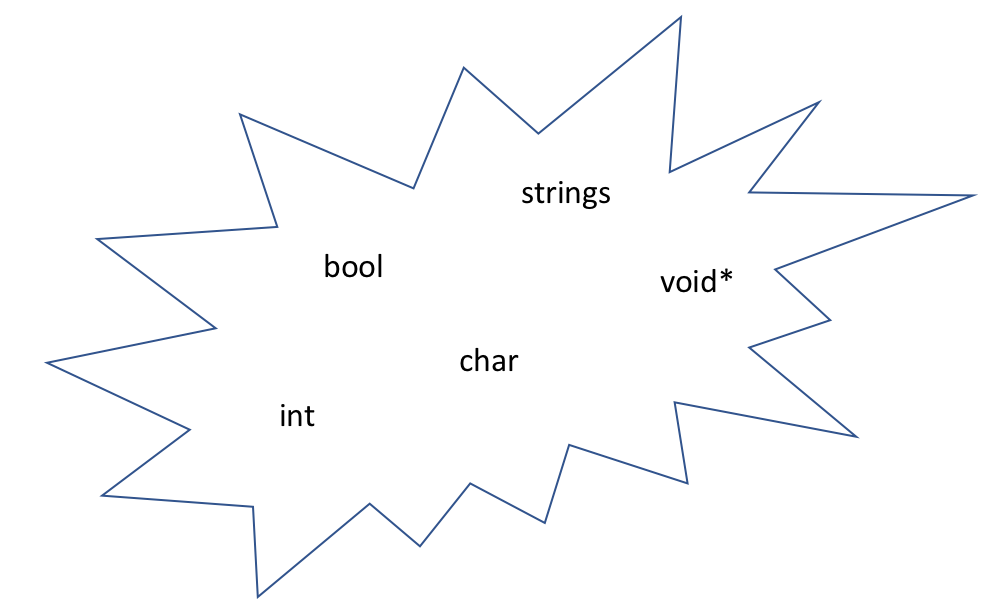 strings
bool
void*
char
int